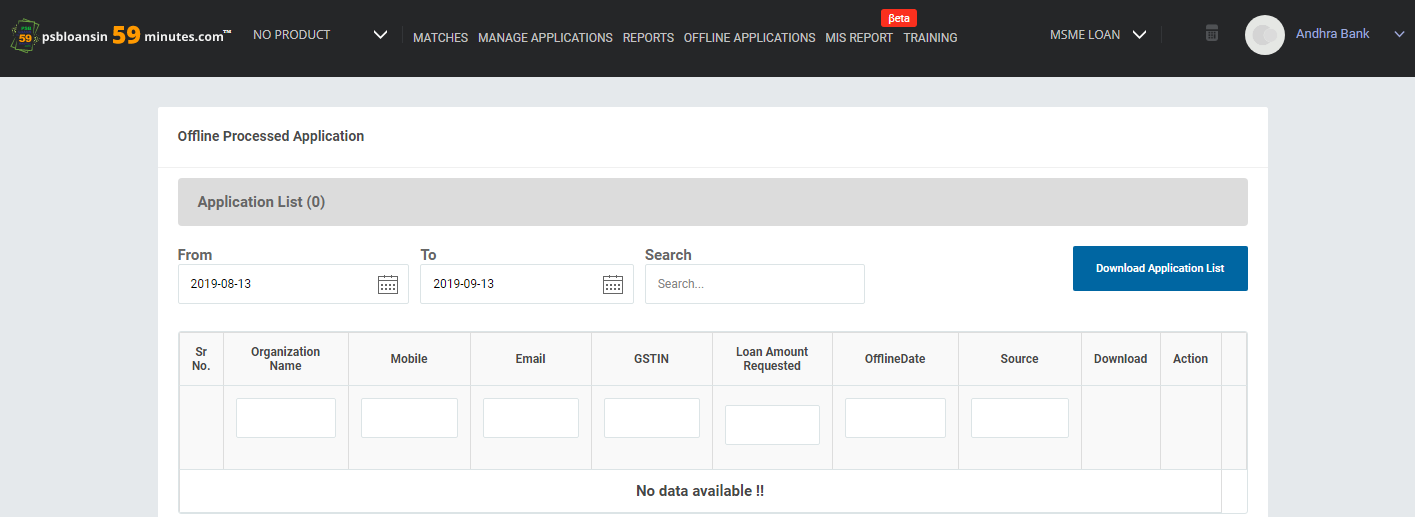 βeta
PSB 59 psbloansin 59 minutes.com™ NO PRODUCT MATCHES MANAGE APPLICATIONS REPORTS OFFLINE APPLICATIONS MIS REPORT TRAINING MSME LOAN Andhra Bank
Offline Processed Application
Application List (0)
From To Search
2019-08-13 2019-09-13 Search... Download Application List
Sr No. Organization Name Mobile Email GSTIN Loan Amount Requested OfflineDate Source Download Action
No data available !!